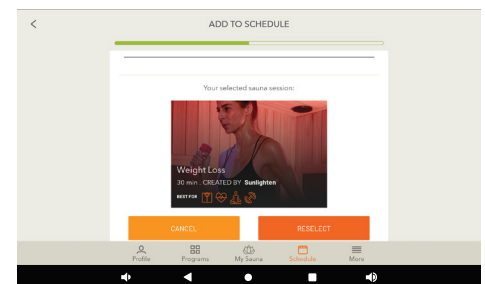 ADD TO SCHEDULE
Your selected sauna session:
Weight Loss
30 min . CREATED BY Sunlighten
BEST FOR
CANCEL
RESELECT
Profile
Programs
My Sauna
Schedule
More